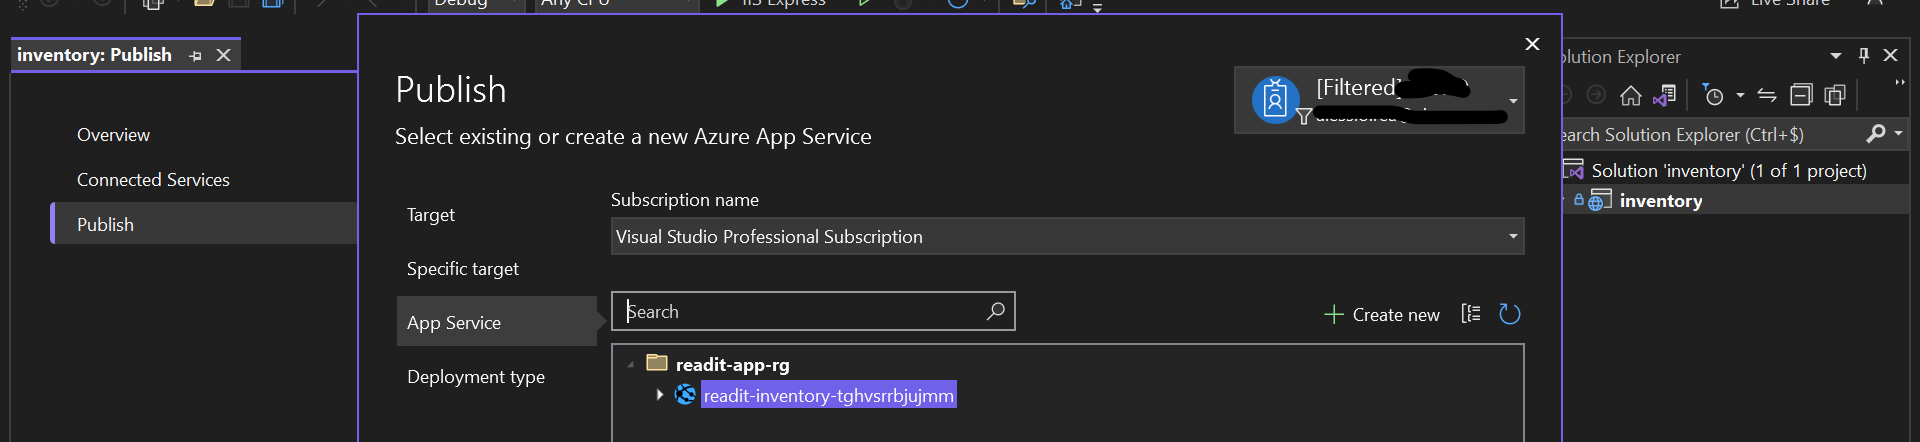 Debug
Any CPU
IIS Express
Live Share
inventory: Publish
Overview
Connected Services
Publish
Publish
Select existing or create a new Azure App Service
[Filtered]
Target
Specific target
App Service
Deployment type
Subscription name
Visual Studio Professional Subscription
Search
Create new
readit-app-rg
readit-inventory-tghvsrrbjujmm
olution Explorer
earch Solution Explorer (Ctrl+$)
Solution 'inventory' (1 of 1 project)
inventory